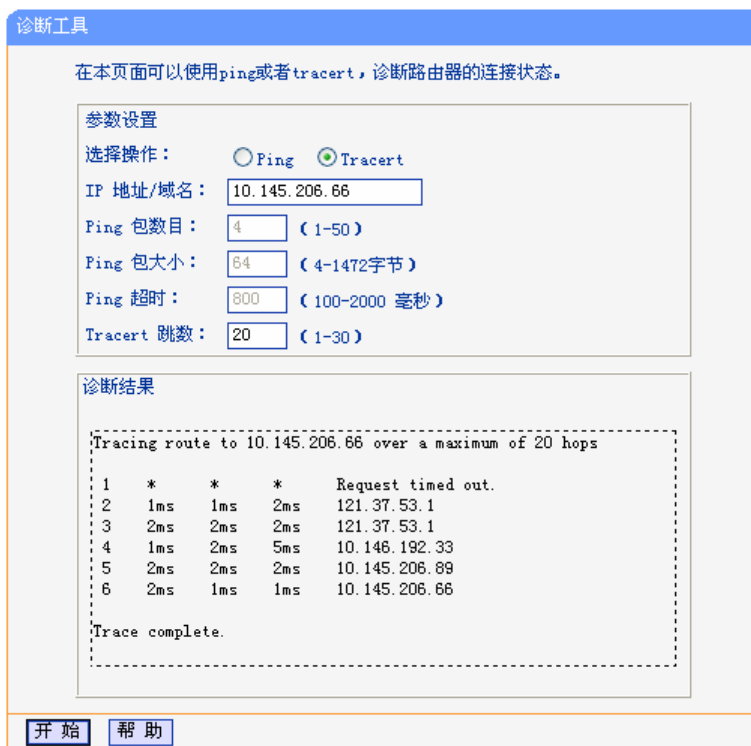 诊断工具
在本页面可以使用ping或者tracert，诊断路由器的连接状态。
参数设置
选择操作： Ping Tracert
IP 地址/域名： 10.145.206.66
Ping 包数目： 4 （1-50）
Ping 包大小： 64 （4-1472字节）
Ping 超时： 800 （100-2000 毫秒）
Tracert 跳数： 20 （1-30）
诊断结果
Tracing route to 10.145.206.66 over a maximum of 20 hops
1 * * * Request timed out.
2 1ms 1ms 2ms 121.37.53.1
3 2ms 2ms 2ms 121.37.53.1
4 1ms 2ms 5ms 10.146.192.33
5 2ms 2ms 2ms 10.145.206.89
6 2ms 1ms 1ms 10.145.206.66
Trace complete.
开 始 帮 助